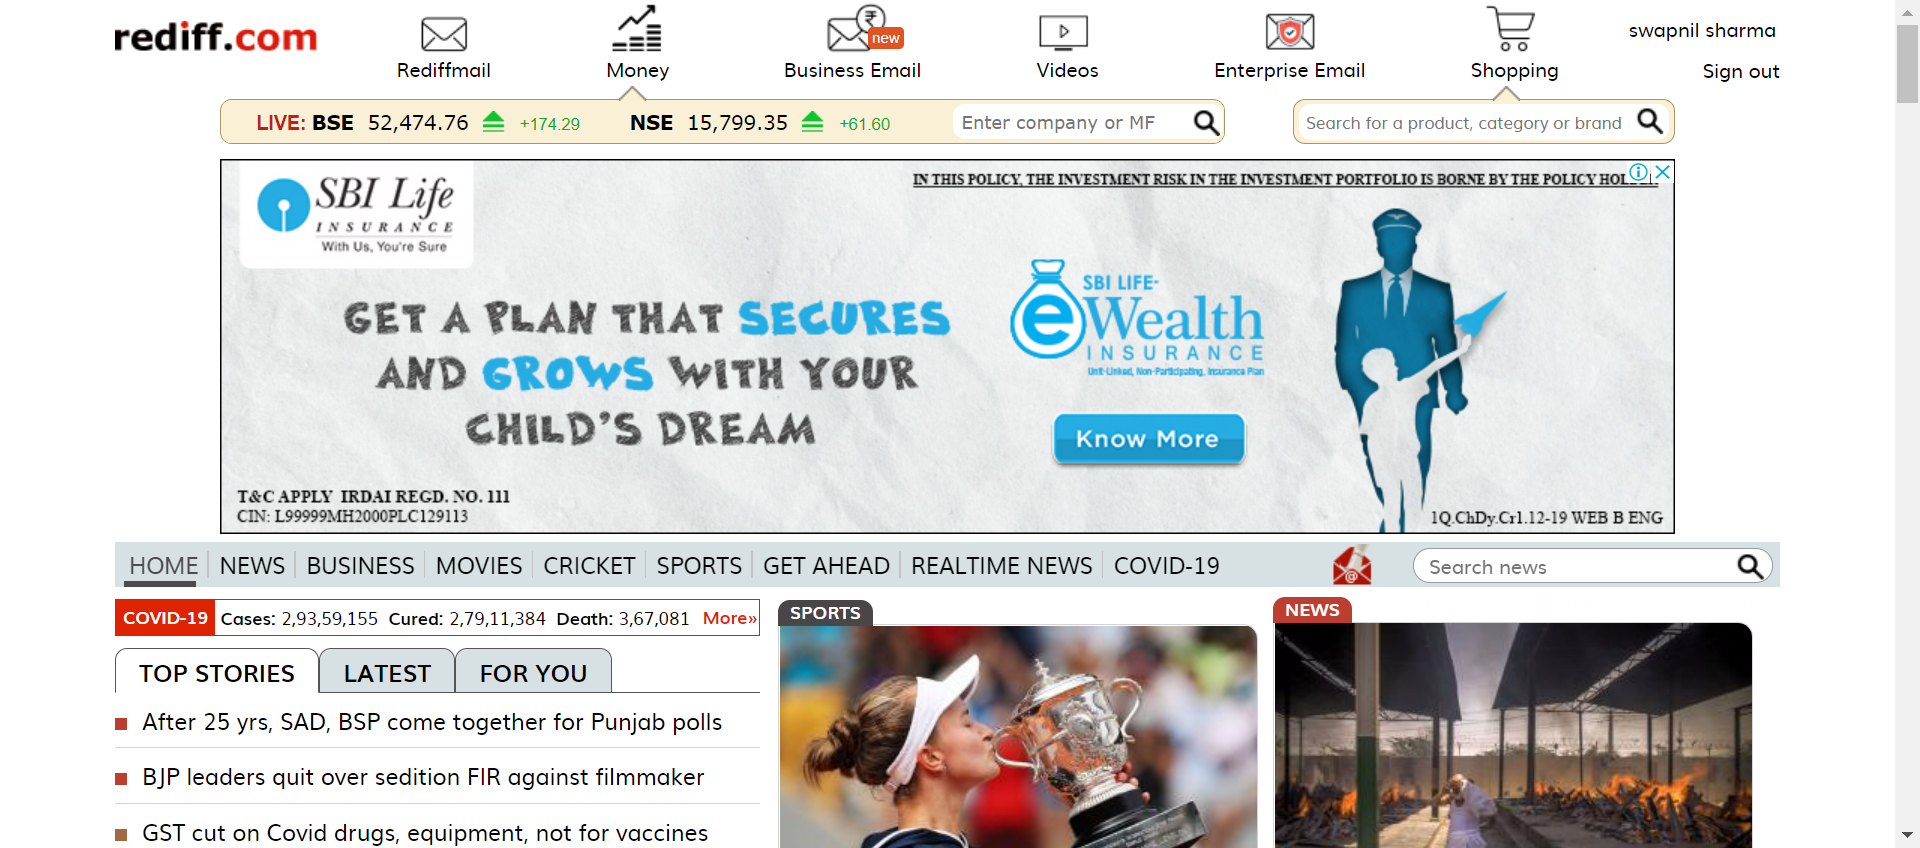 rediff.com
Rediffmail
Money
new
Business Email
Videos
Enterprise Email
Shopping
swapnil sharma
Sign out
LIVE: BSE 52,474.76 +174.29 NSE 15,799.35 +61.60
Enter company or MF
Search for a product, category or brand
SBI Life
INSURANCE
With Us, You're Sure
IN THIS POLICY, THE INVESTMENT RISK IN THE INVESTMENT PORTFOLIO IS BORNE BY THE POLICY
GET A PLAN THAT SECURES
AND GROWS WITH YOUR
CHILD'S DREAM
SBI LIFE-
eWealth
INSURANCE
Unit-Linked, Non-Participating, Insurance Plan
Know More
T&C APPLY IRDAI REGD. NO. 111
CIN: L99999MH2000PLC129113
1Q.ChDy.Cr1.12-19 WEB B ENG
HOME NEWS BUSINESS MOVIES CRICKET SPORTS GET AHEAD REALTIME NEWS COVID-19
Search news
COVID-19 Cases: 2,93,59,155 Cured: 2,79,11,384 Death: 3,67,081 More»
TOP STORIES LATEST FOR YOU
After 25 yrs, SAD, BSP come together for Punjab polls
BJP leaders quit over sedition FIR against filmmaker
GST cut on Covid drugs, equipment, not for vaccines
SPORTS
NEWS